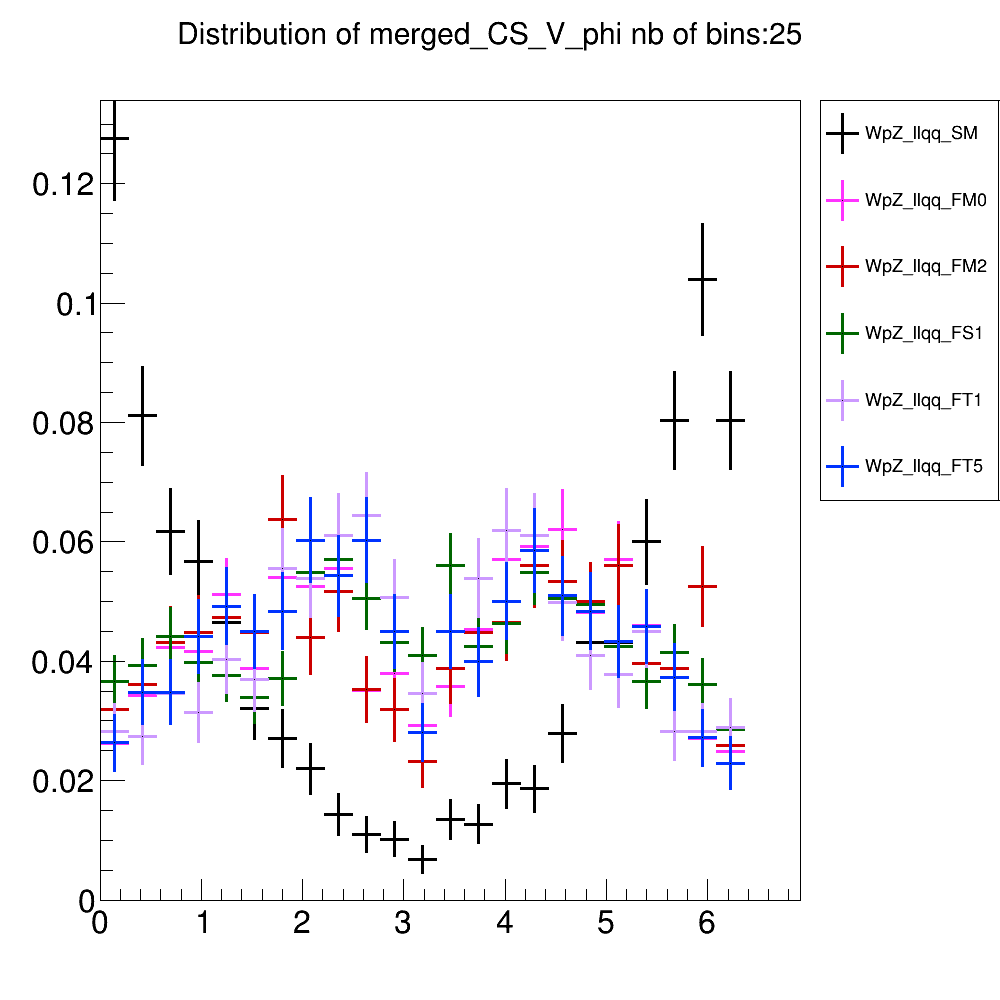 Distribution of merged_CS_V_phi nb of bins:25
WpZ_llqq_SM
WpZ_llqq_FM0
WpZ_llqq_FM2
WpZ_llqq_FS1
WpZ_llqq_FT1
WpZ_llqq_FT5
0.12
0.1
0.08
0.06
0.04
0.02
0
0 1 2 3 4 5 6